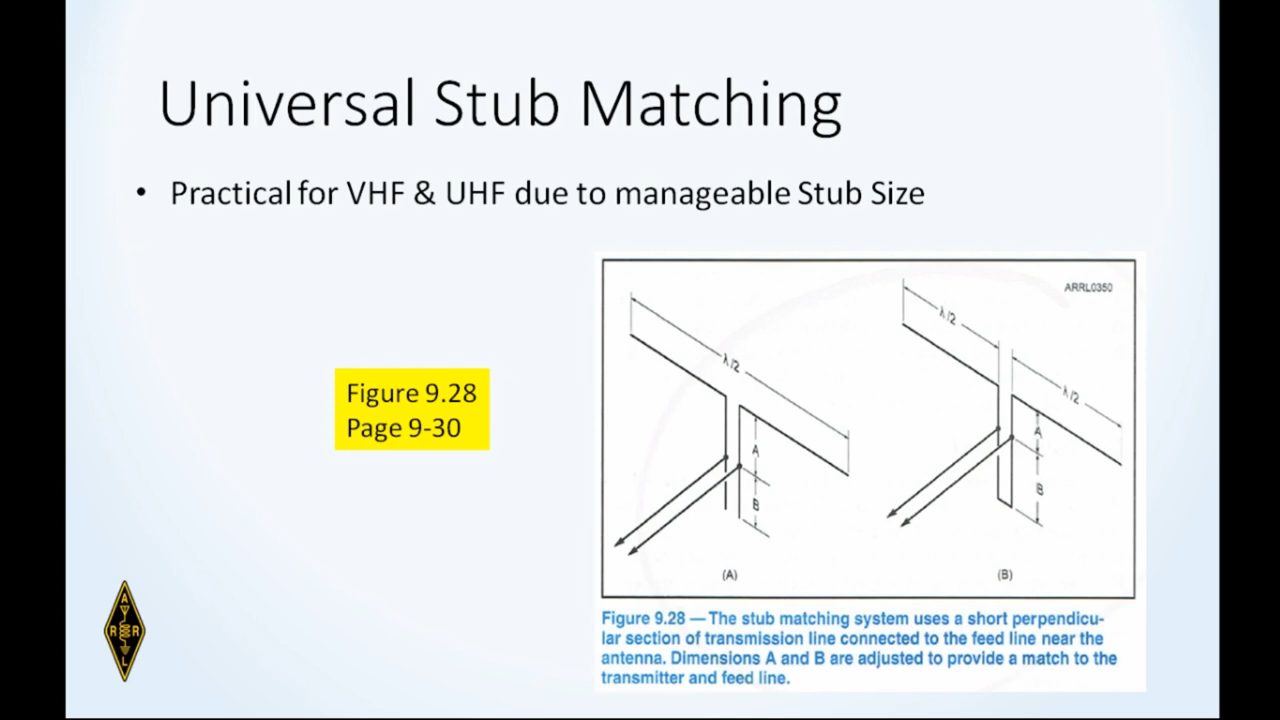 Universal Stub Matching
• Practical for VHF & UHF due to manageable Stub Size
Figure 9.28
Page 9-30
ARRL0350
λ/2
λ/2
λ/2
A
B
A
B
(A)
(B)
Figure 9.28 — The stub matching system uses a short perpendicu-
lar section of transmission line connected to the feed line near the
antenna. Dimensions A and B are adjusted to provide a match to the
transmitter and feed line.
A
R R
L